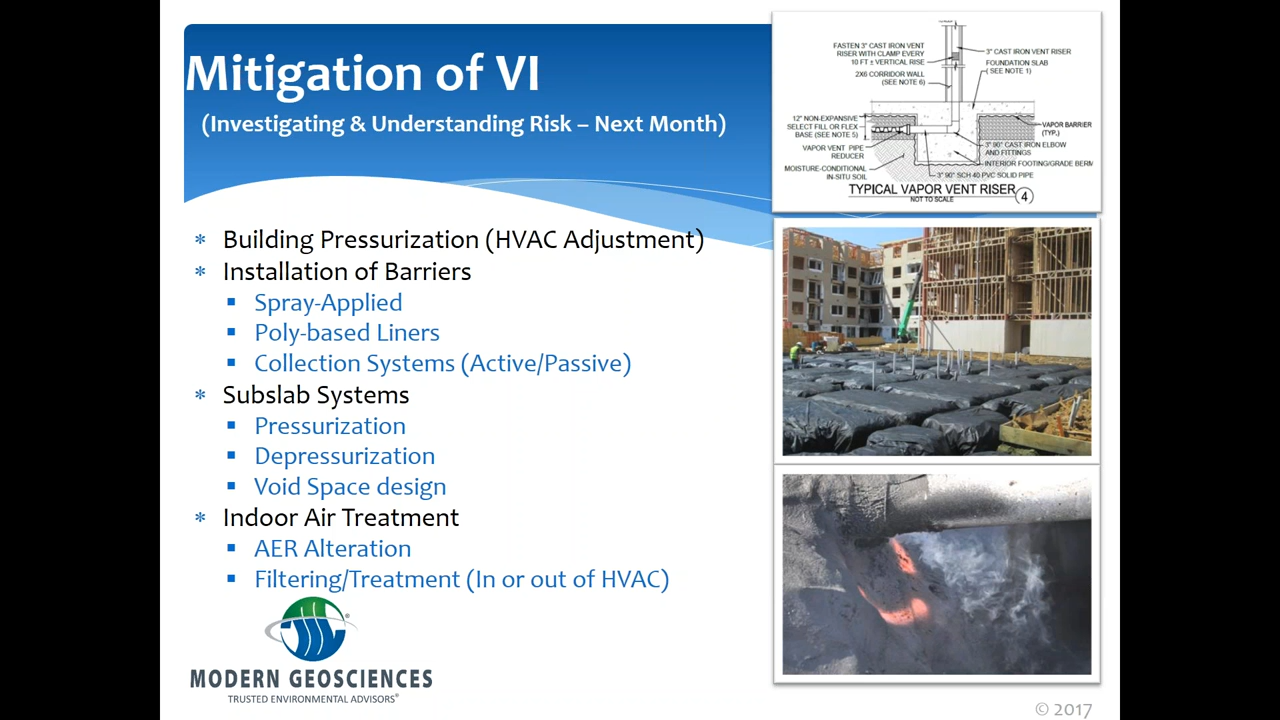 Mitigation of VI
(Investigating & Understanding Risk – Next Month)
Building Pressurization (HVAC Adjustment)
Installation of Barriers
Spray-Applied
Poly-based Liners
Collection Systems (Active/Passive)
Subslab Systems
Pressurization
Depressurization
Void Space design
Indoor Air Treatment
AER Alteration
Filtering/Treatment (In or out of HVAC)
MODERN GEOSCIENCES
TRUSTED ENVIRONMENTAL ADVISORS®
FASTEN 3" CAST IRON VENT
RISER WITH CLAMP EVERY
10 FT ± VERTICAL RISE
2X6 CORRIDOR WALL
(SEE NOTE 6)
3" CAST IRON VENT RISER
FOUNDATION SLAB
( SEE NOTE 1)
12" NON-EXPANSIVE
SELECT FILL OR FLEX
BASE (SEE NOTE 5)
VAPOR VENT PIPE
REDUCER
MOISTURE-CONDITIONAL
IN-SITU SOIL
VAPOR BARRIER
(TYP.)
3" 90° CAST IRON ELBOW
AND FITTINGS
INTERIOR FOOTING/GRADE BERM
3" 90° SCH 40 PVC SOLID PIPE
TYPICAL VAPOR VENT RISER
NOT TO SCALE
4
© 2017